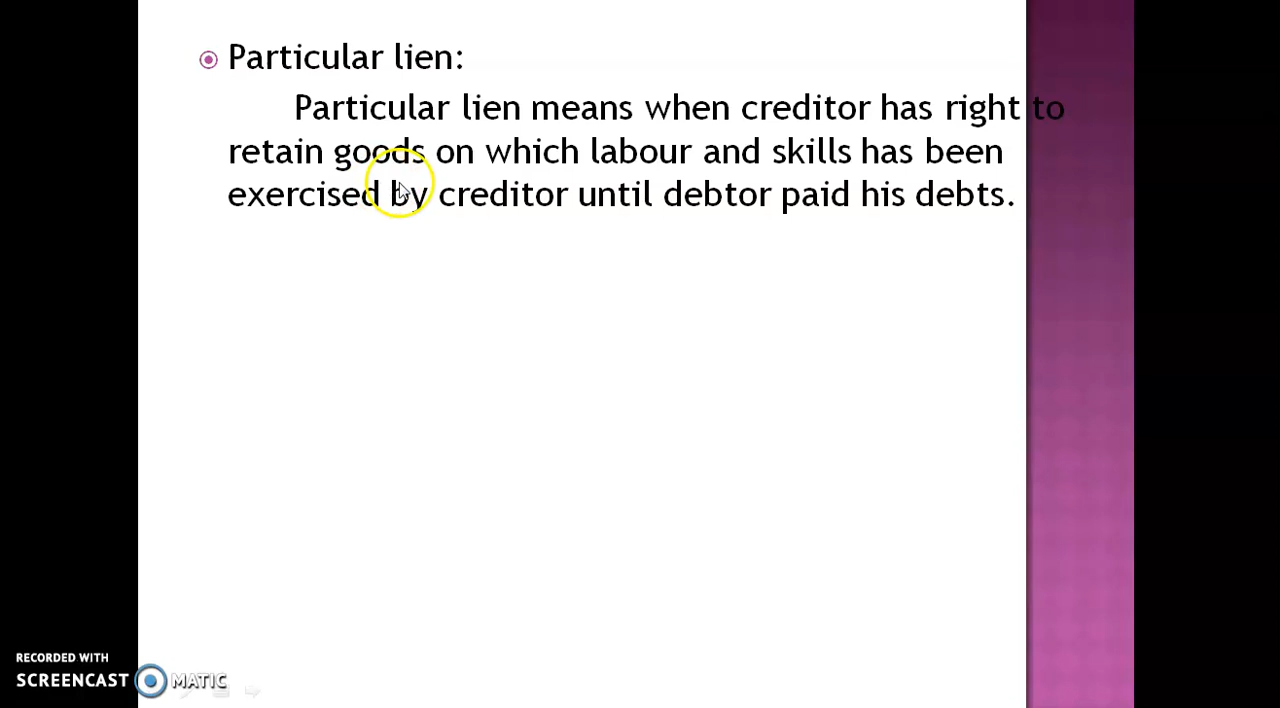 Particular lien:
Particular lien means when creditor has right to
retain goods on which labour and skills has been
exercised by creditor until debtor paid his debts.
RECORDED WITH
SCREENCAST MATIC